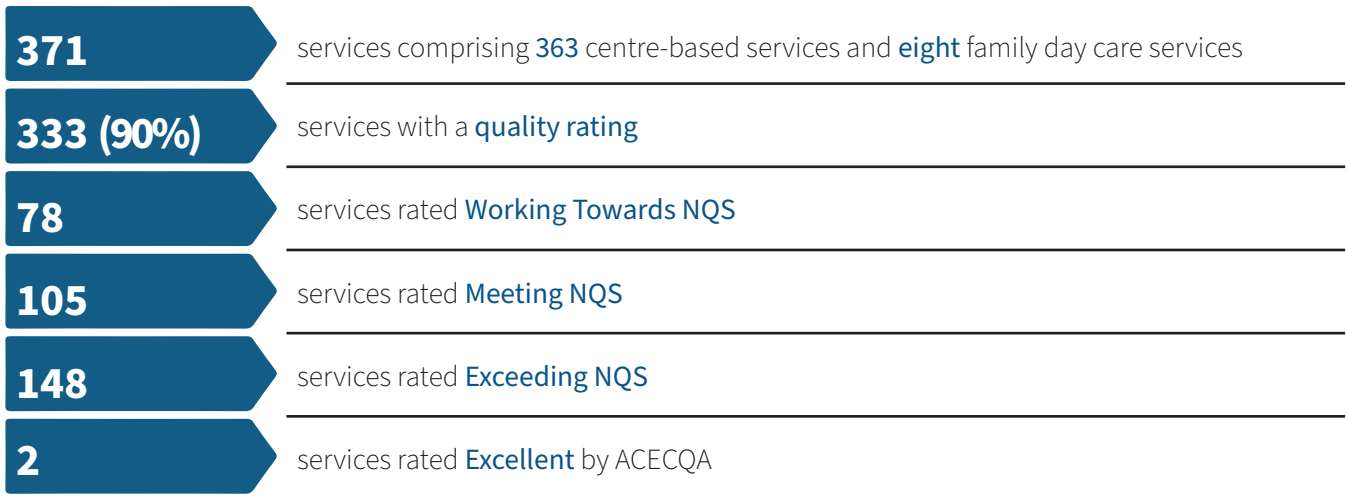 371 services comprising 363 centre-based services and eight family day care services
333 (90%) services with a quality rating
78 services rated Working Towards NQS
105 services rated Meeting NQS
148 services rated Exceeding NQS
2 services rated Excellent by ACECQA